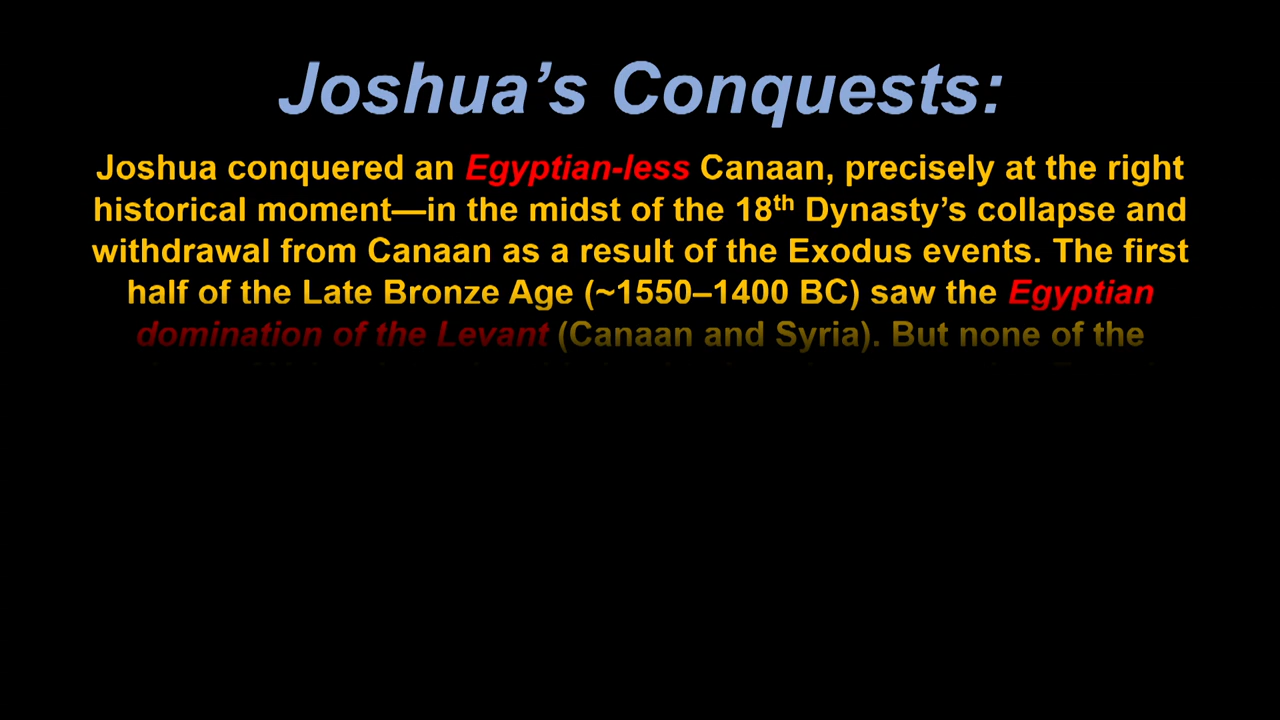 Joshua’s Conquests:
Joshua conquered an Egyptian-less Canaan, precisely at the right
historical moment—in the midst of the 18th Dynasty’s collapse and
withdrawal from Canaan as a result of the Exodus events. The first
half of the Late Bronze Age (~1550–1400 BC) saw the Egyptian
domination of the Levant (Canaan and Syria). But none of the